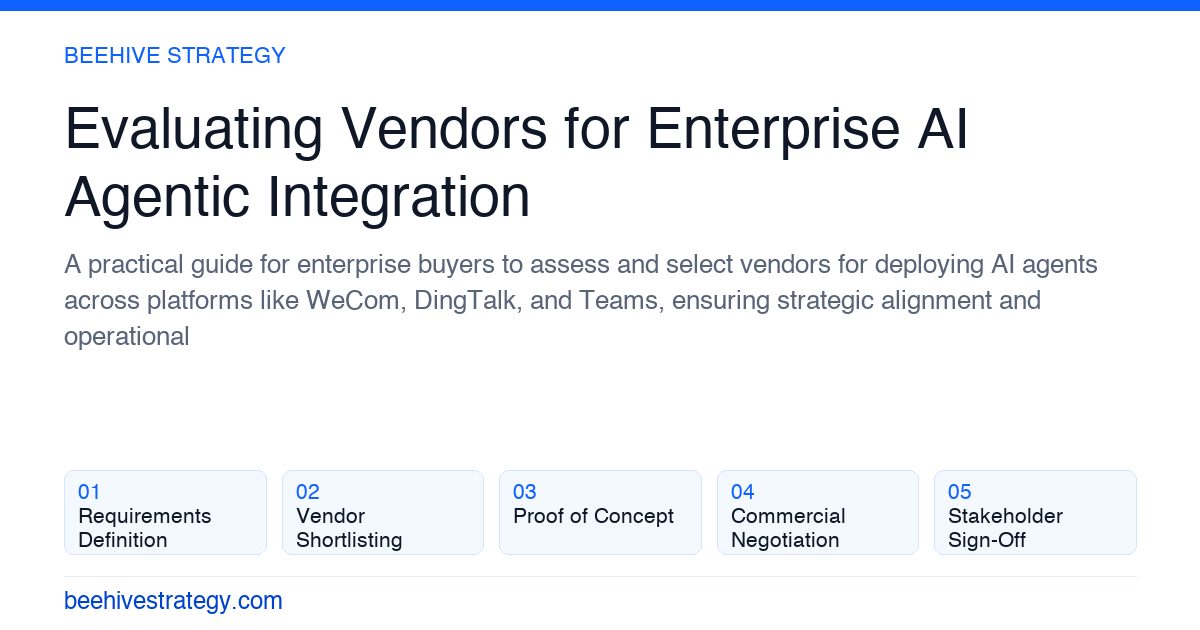 BEEHIVE STRATEGY
Evaluating Vendors for Enterprise AI
Agentic Integration
A practical guide for enterprise buyers to assess and select vendors for deploying AI agents
across platforms like WeCom, DingTalk, and Teams, ensuring strategic alignment and
operational
01
Requirements
Definition
02
Vendor
Shortlisting
03
Proof of Concept
04
Commercial
Negotiation
05
Stakeholder
Sign-Off
beehivestrategy.com